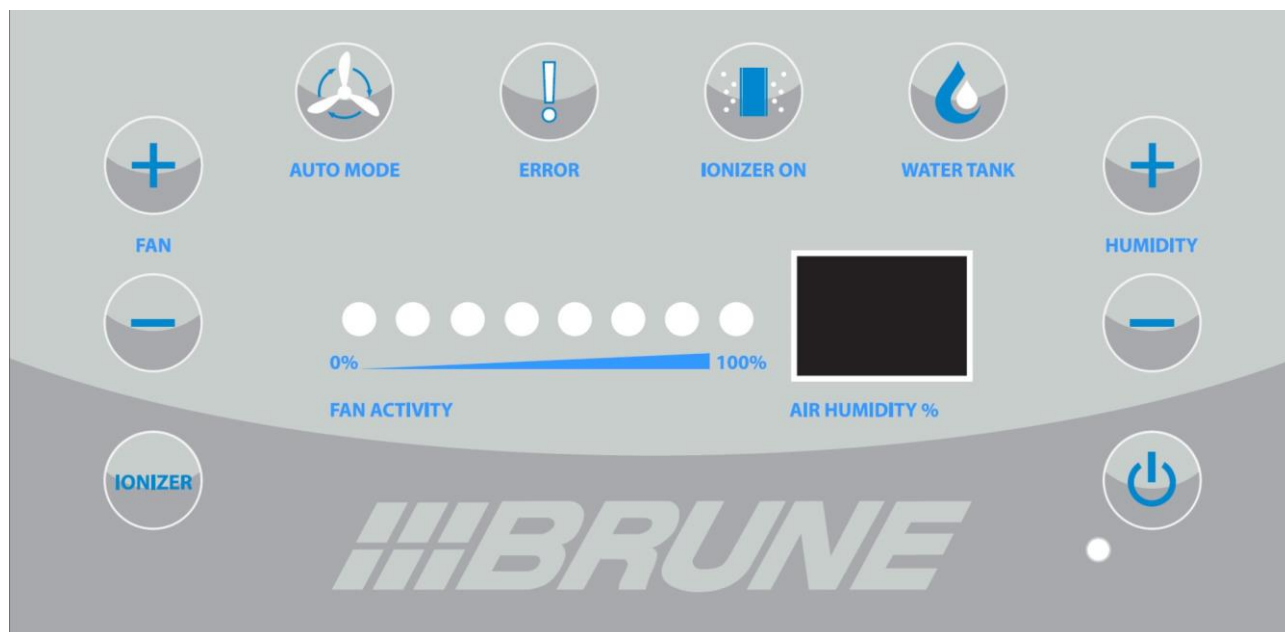 AUTO MODE
ERROR
IONIZER ON
WATER TANK
FAN
HUMIDITY
0%
100%
FAN ACTIVITY
AIR HUMIDITY %
IONIZER
BRUNE